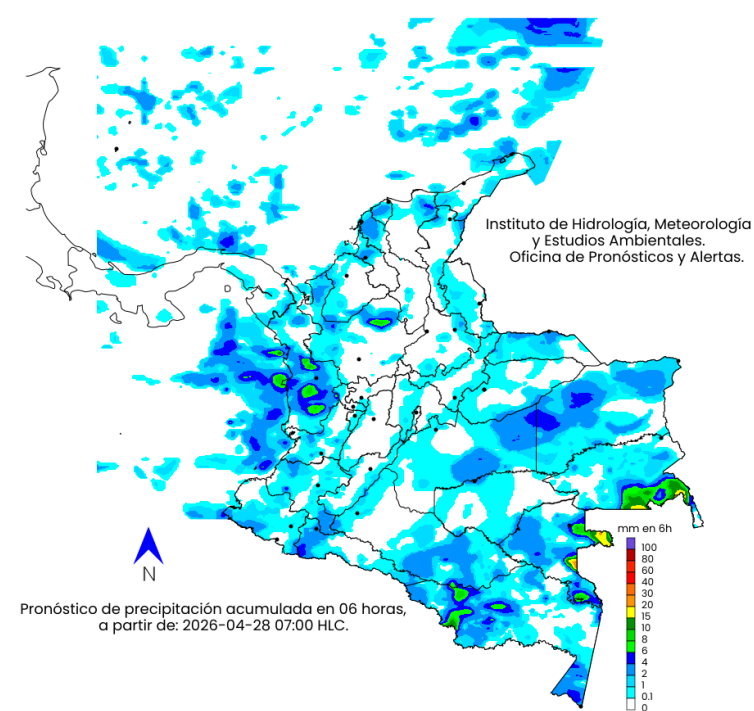 Instituto de Hidrología, Meteorología
y Estudios Ambientales.
Oficina de Pronósticos y Alertas.
mm en 6h
100
80
60
40
30
20
15
10
8
6
4
2
1
0.1
0
N
Pronóstico de precipitación acumulada en 06 horas,
a partir de: 2026-04-28 07:00 HLC.